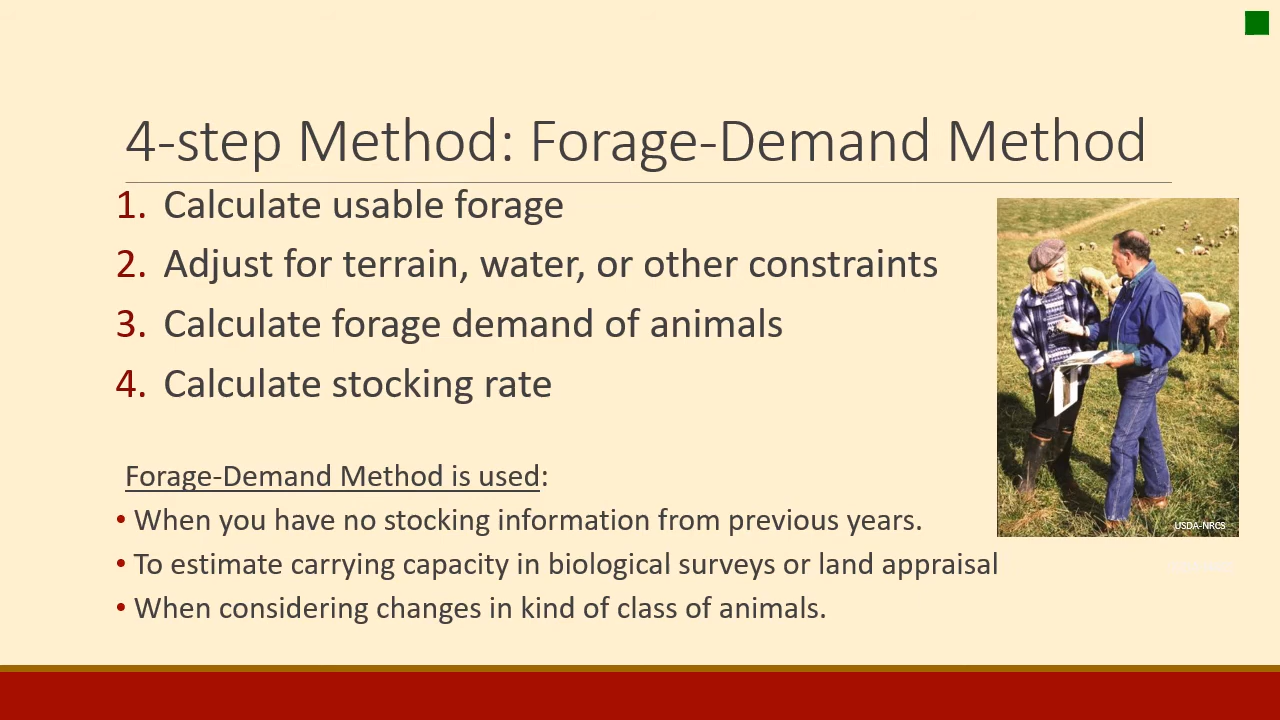 4-step Method: Forage-Demand Method
1. Calculate usable forage
2. Adjust for terrain, water, or other constraints
3. Calculate forage demand of animals
4. Calculate stocking rate
Forage-Demand Method is used:
• When you have no stocking information from previous years.
• To estimate carrying capacity in biological surveys or land appraisal
• When considering changes in kind of class of animals.
USDA-NRCS